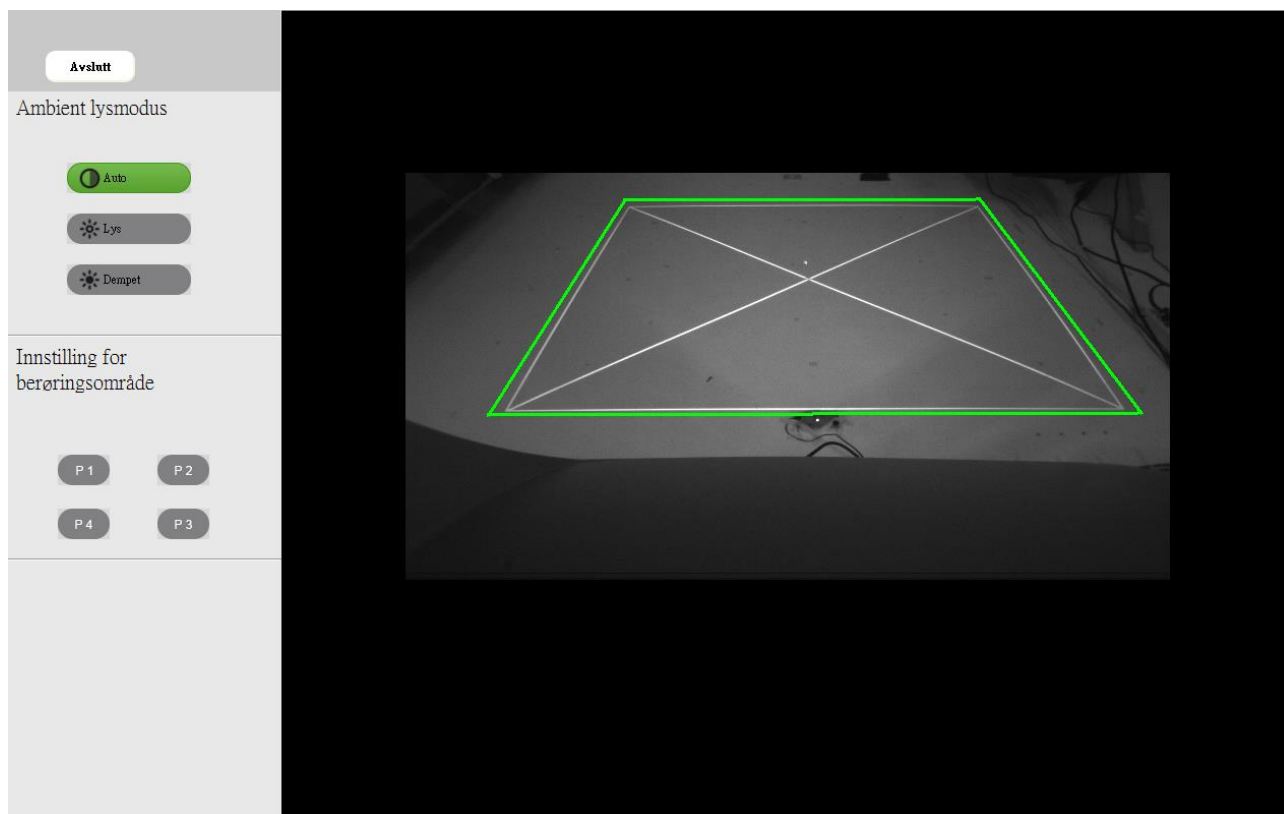 Avslutt
Ambient lysmodus
Auto
Lys
Dempet
Innstilling for
berøringsområde
P 1
P 2
P 4
P 3